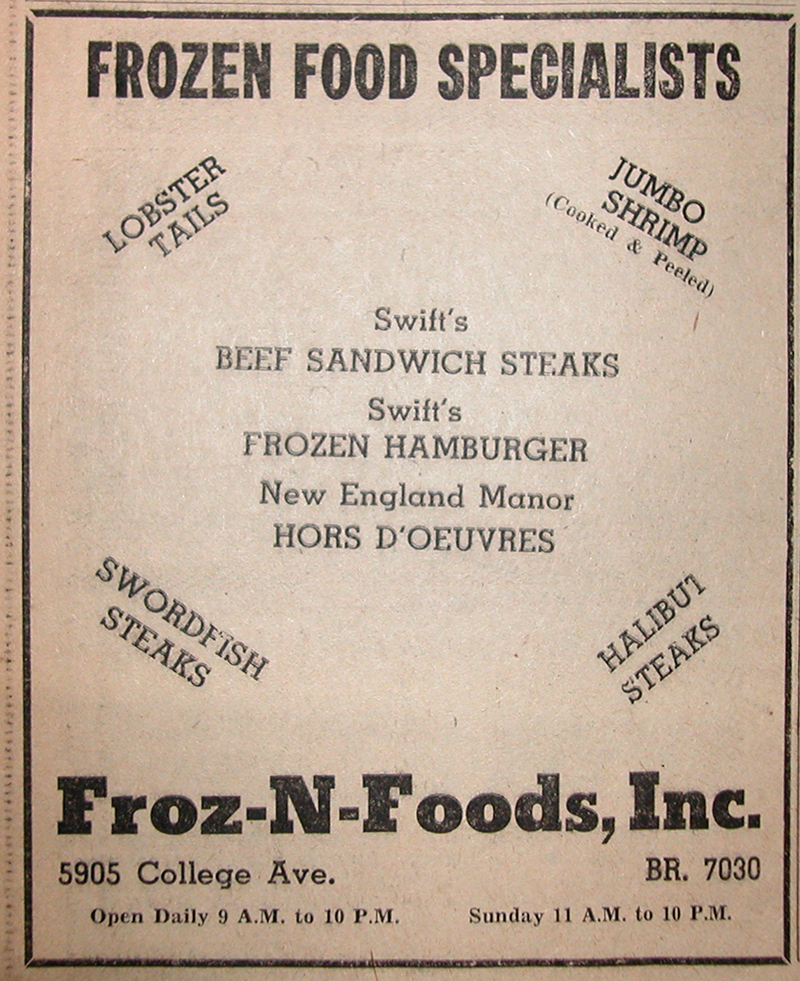 FROZEN FOOD SPECIALISTS
LOBSTER
TAILS
JUMBO
SHRIMP
(Cooked & Peeled)
Swift's
BEEF SANDWICH STEAKS
Swift's
FROZEN HAMBURGER
New England Manor
HORS D'OEUVRES
SWORDFISH
STEAKS
HALIBUT
STEAKS
Froz-N-Foods, Inc.
5905 College Ave. BR. 7030
Open Daily 9 A.M. to 10 P.M. Sunday 11 A.M. to 10 P.M.